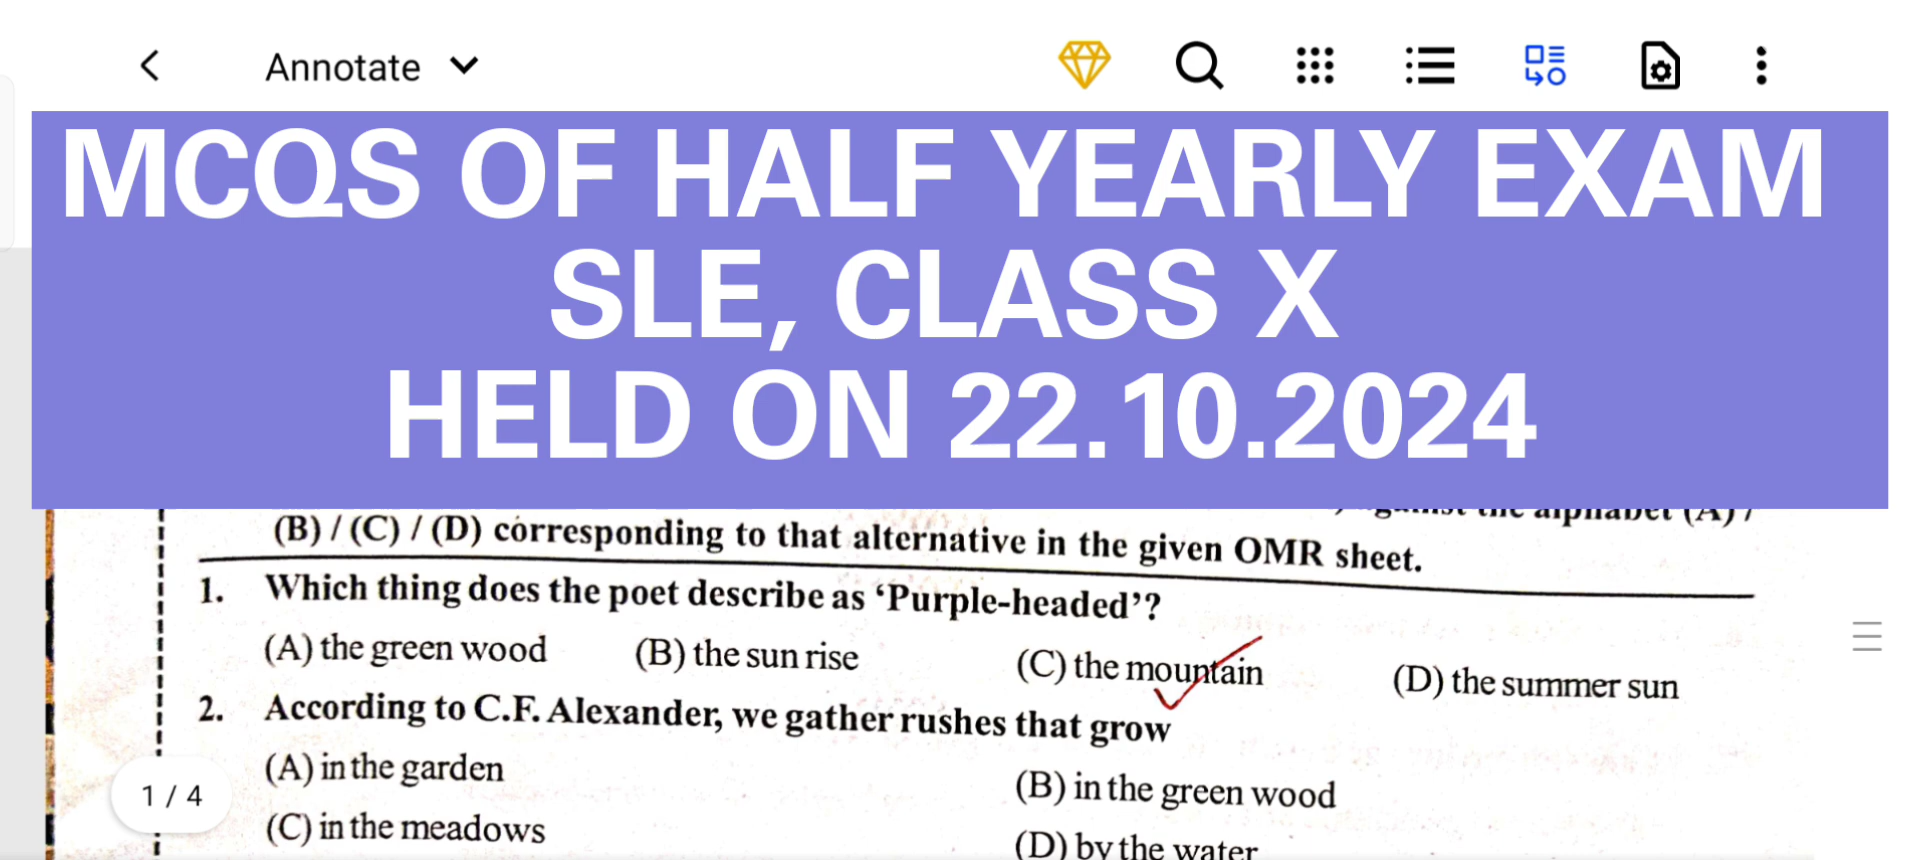 Annotate
MCQS OF HALF YEARLY EXAM
SLE, CLASS X
HELD ON 22.10.2024
against the alphabet (A) /
(B) / (C) / (D) corresponding to that alternative in the given OMR sheet.
1. Which thing does the poet describe as ‘Purple-headed’?
(A) the green wood (B) the sun rise (C) the mountain (D) the summer sun
2. According to C.F. Alexander, we gather rushes that grow
(A) in the garden (B) in the green wood
(C) in the meadows (D) by the water
1 / 4